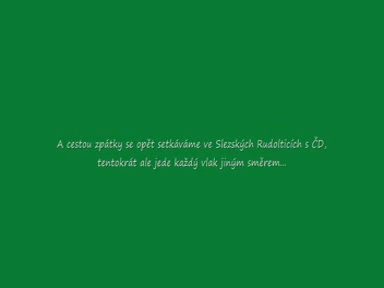 A cestou zpátky se opět setkáváme ve Slezských Rudolticích s ČD,
tentokrát ale jede každý vlak jiným směrem...